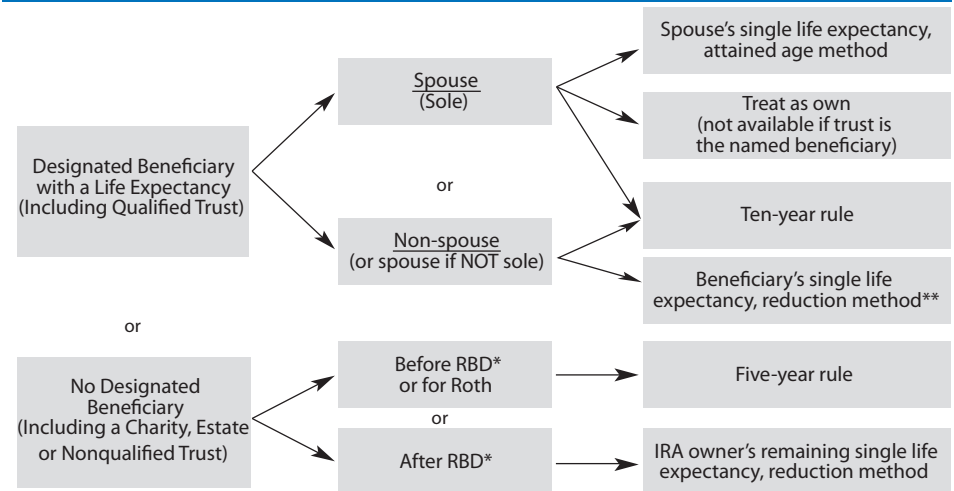 Designated Beneficiary
with a Life Expectancy
(Including Qualified Trust)
Spouse
(Sole)
or
Non-spouse
(or spouse if NOT sole)
Spouse's single life expectancy,
attained age method
Treat as own
(not available if trust is
the named beneficiary)
Ten-year rule
Beneficiary's single life
expectancy, reduction method**
or
No Designated
Beneficiary
(Including a Charity, Estate
or Nonqualified Trust)
Before RBD*
or for Roth
or
After RBD*
Five-year rule
IRA owner's remaining single life
expectancy, reduction method